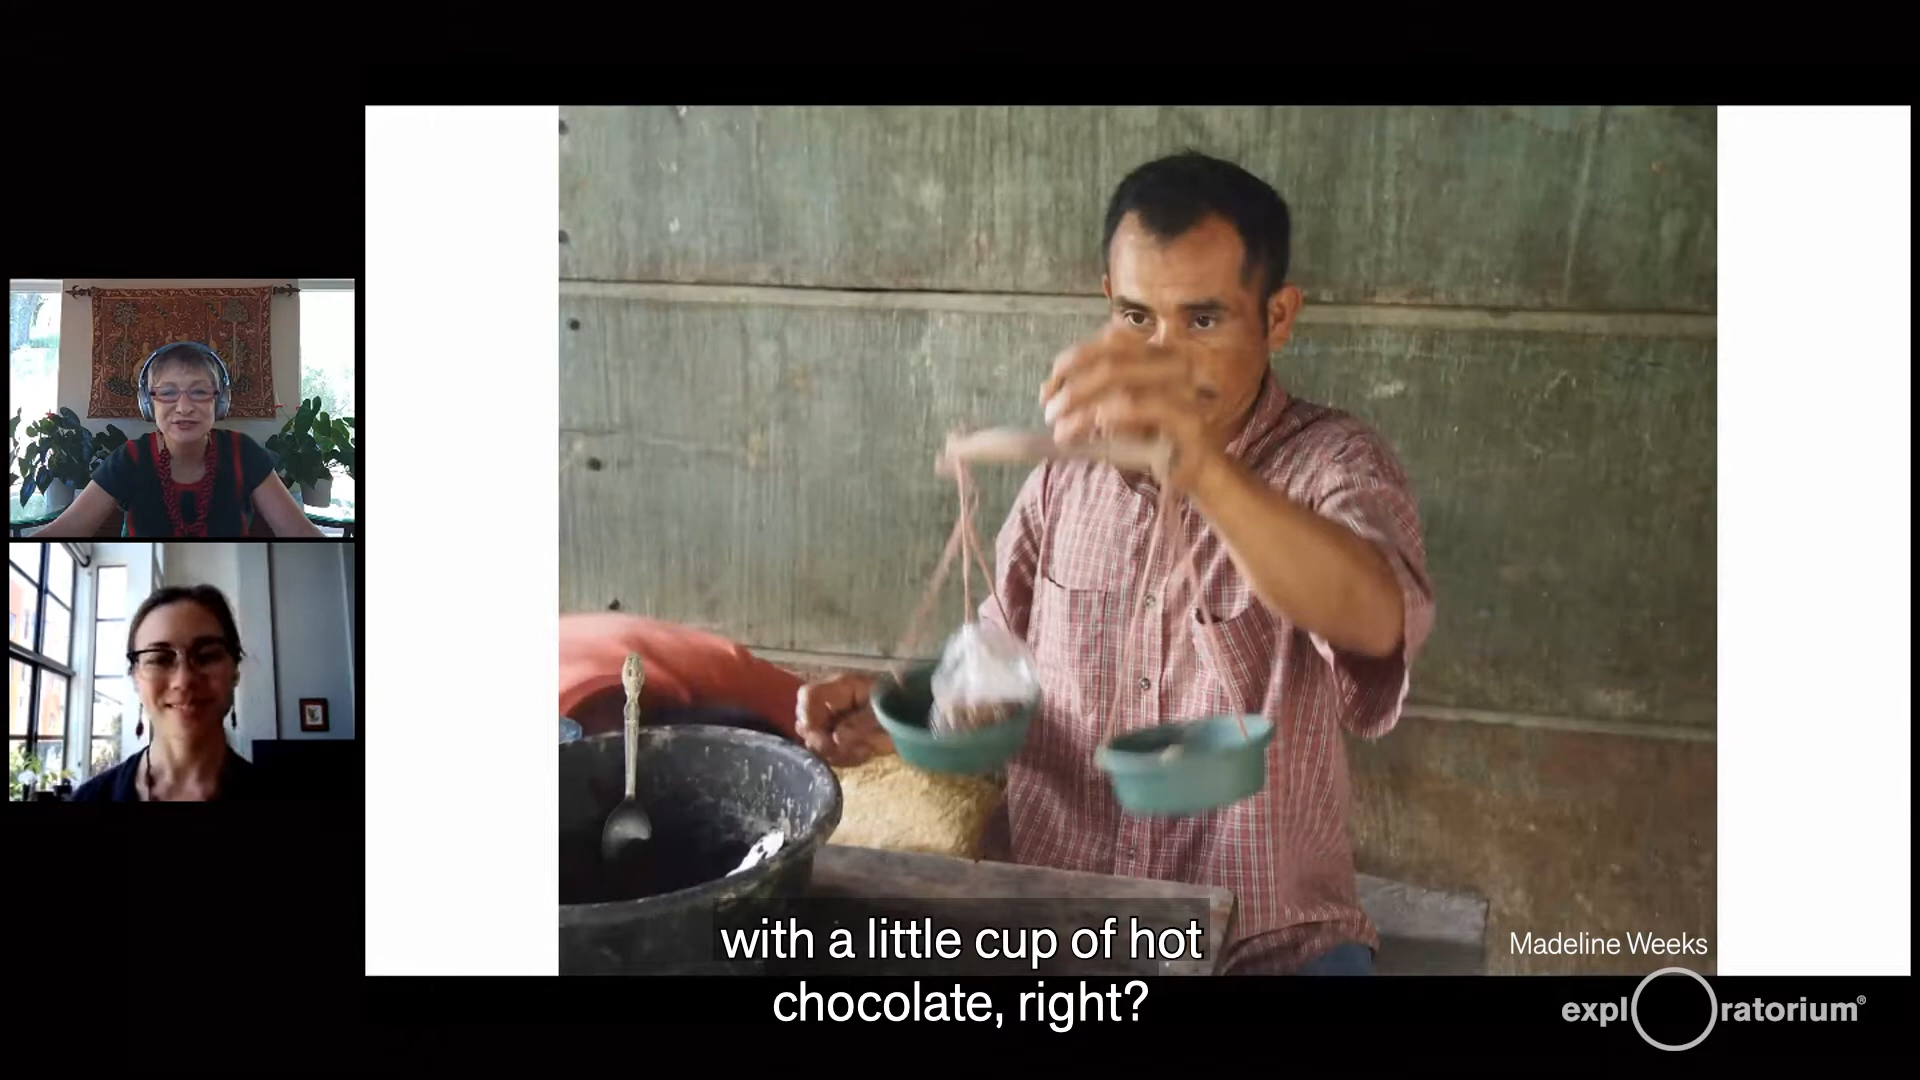 with a little cup of hot
chocolate, right?
Madeline Weeks
expl ratorium®